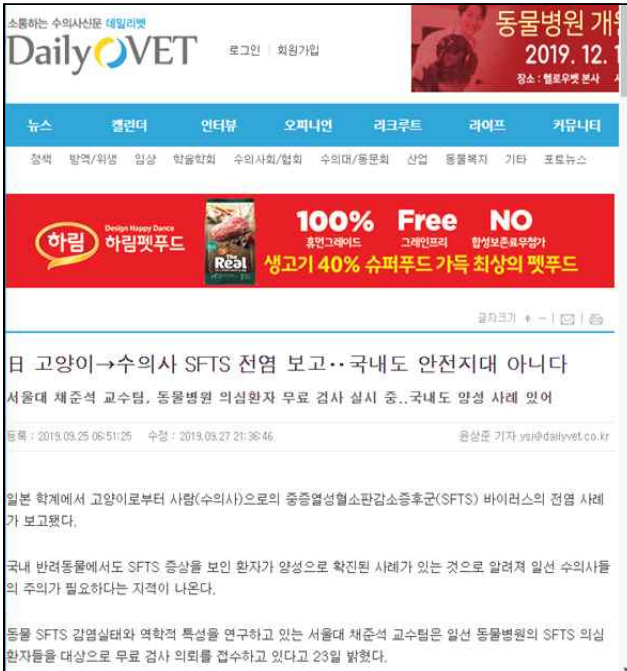 소통하는 수의사신문 데일리벳
DailyVET
로그인 | 회원가입
동물병원 개원
2019. 12. 1
장소 : 헬로우벳 본사
뉴스 캘린더 인터뷰 오피니언 리크루트 라이프 커뮤니티
정책 방역/위생 임상 학술학회 수의사회/협회 수의대/동문회 산업 동물복지 기타 포토뉴스
하림
Design Happy Dance
하림펫푸드
The Real
100% Free NO
휴먼그레이드 그레인프리 합성보존료무첨가
생고기 40% 슈퍼푸드 가득 최상의 펫푸드
글자크기 + - | |
日 고양이→수의사 SFTS 전염 보고‥국내도 안전지대 아니다
서울대 채준석 교수팀, 동물병원 의심환자 무료 검사 실시 중..국내도 양성 사례 있어
등록 : 2019.09.25 06:51:25 수정 : 2019.09.27 21:36:46 윤상준 기자 ysj@dailyvet.co.kr
일본 학계에서 고양이로부터 사람(수의사)으로의 중증열성혈소판감소증후군(SFTS) 바이러스의 전염 사례
가 보고됐다.
국내 반려동물에서도 SFTS 증상을 보인 환자가 양성으로 확진된 사례가 있는 것으로 알려져 일선 수의사들
의 주의가 필요하다는 지적이 나온다.
동물 SFTS 감염실태와 역학적 특성을 연구하고 있는 서울대 채준석 교수팀은 일선 동물병원의 SFTS 의심
환자들을 대상으로 무료 검사 의뢰를 접수하고 있다고 23일 밝혔다.